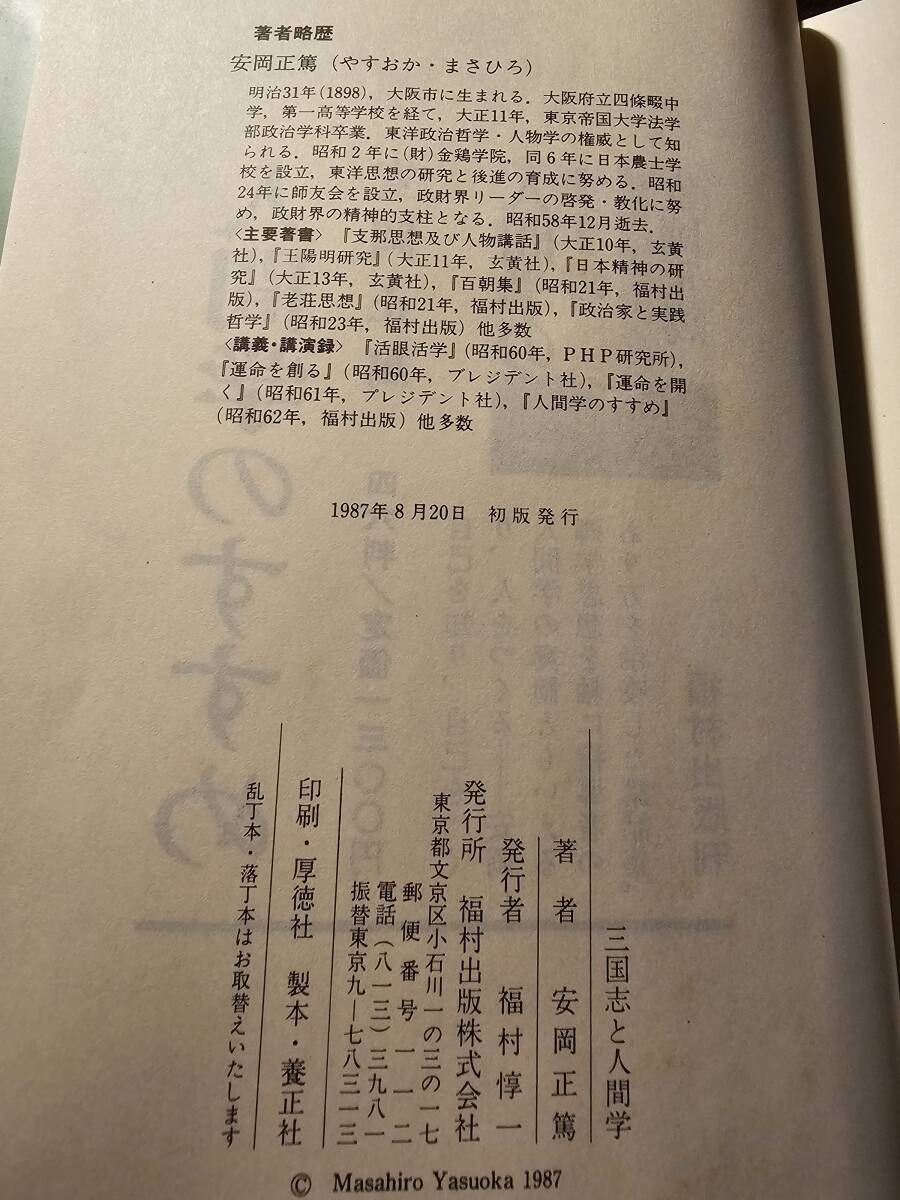 著者略歴
安岡正篤（やすおか・まさひろ）
明治31年(1898)，大阪市に生まれる．大阪府立四條畷中
学，第一高等学校を経て，大正11年，東京帝国大学法学
部政治学科卒業．東洋政治哲学・人物学の権威として知
られる．昭和２年に(財)金鶏学院，同６年に日本農士学
校を設立，東洋思想の研究と後進の育成に努める．昭和
24年に師友会を設立，政財界リーダーの啓発・教化に努
め，政財界の精神的支柱となる．昭和58年12月逝去．
〈主要著書〉『支那思想及び人物講話』(大正10年，玄黄
社)，『王陽明研究』(大正11年，玄黄社)，『日本精神の研
究』(大正13年，玄黄社)，『百朝集』(昭和21年，福村出
版)，『老荘思想』(昭和21年，福村出版)，『政治家と実践
哲学』(昭和23年，福村出版) 他多数
〈講義・講演録〉『活眼活学』(昭和60年，ＰＨＰ研究所)，
『運命を創る』(昭和60年，プレジデント社)，『運命を開
く』(昭和61年，プレジデント社)，『人間学のすすめ』
(昭和62年，福村出版) 他多数
1987年８月20日 初版発行
三国志と人間学
著者 安岡正篤
発行者 福村惇一
発行所 福村出版株式会社
東京都文京区小石川一の三の一七
郵便番号一一二
電話(八一三)三九八一
振替東京九―七八三一三
印刷・厚徳社 製本・養正社
乱丁本・落丁本はお取替えいたします
© Masahiro Yasuoka 1987